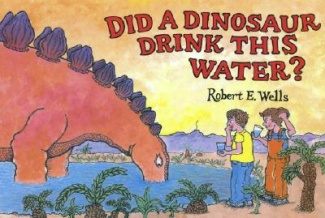 DID A DINOSAUR
DRINK THIS
WATER?
Robert E. Wells